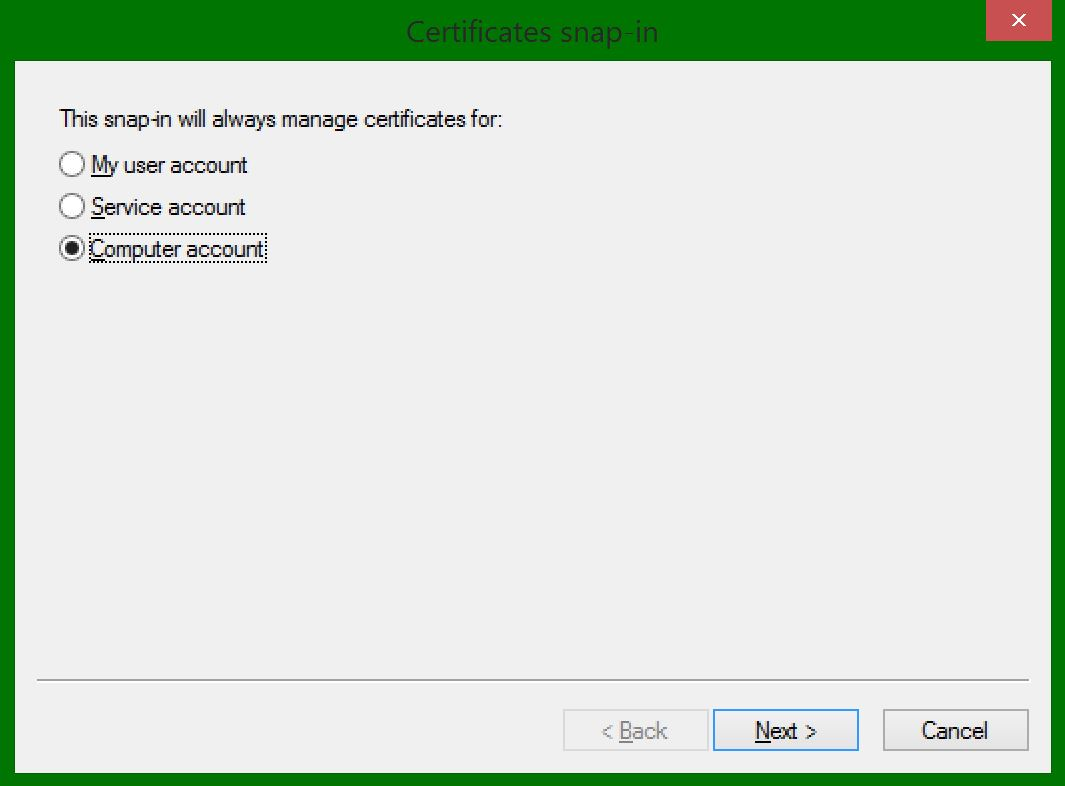 Certificates snap-in
This snap-in will always manage certificates for:
My user account
Service account
Computer account
< Back Next > Cancel